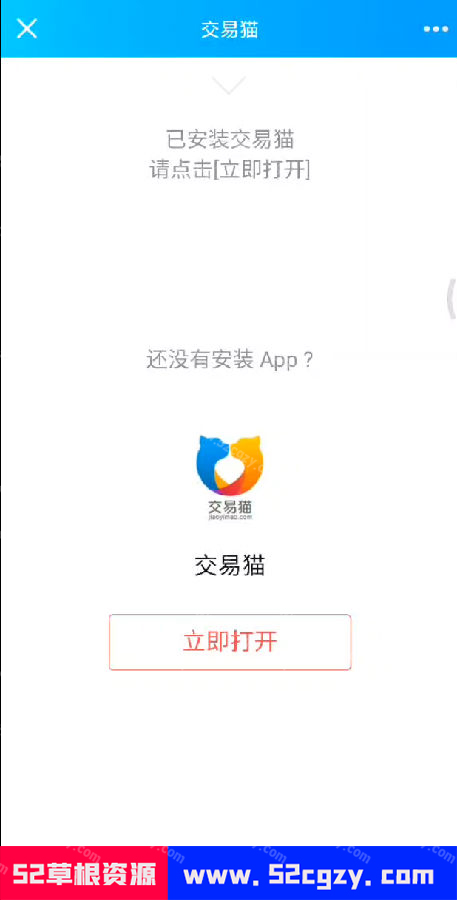 交易猫
已安装交易猫
请点击[立即打开]
还没有安装 App？
交易猫
jiaoyimao.com
交易猫
立即打开
52草根资源
www.52cgzy.com